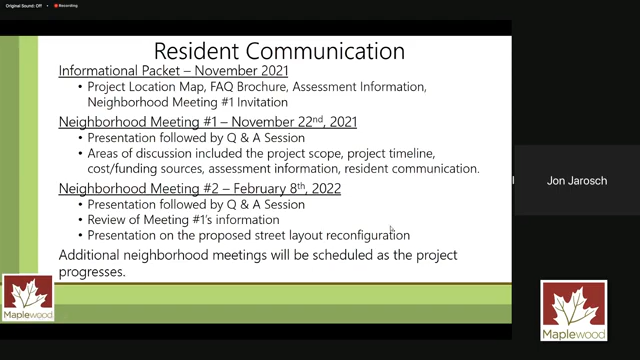 Original Sound: Off
Recording
Resident Communication
Informational Packet – November 2021
• Project Location Map, FAQ Brochure, Assessment Information,
Neighborhood Meeting #1 Invitation
Neighborhood Meeting #1 – November 22nd, 2021
• Presentation followed by Q & A Session
• Areas of discussion included the project scope, project timeline,
cost/funding sources, assessment information, resident communication.
Neighborhood Meeting #2 – February 8th, 2022
• Presentation followed by Q & A Session
• Review of Meeting #1's information
• Presentation on the proposed street layout reconfiguration
Additional neighborhood meetings will be scheduled as the project
progresses.
Maplewood
Jon Jarosch
Maplewood